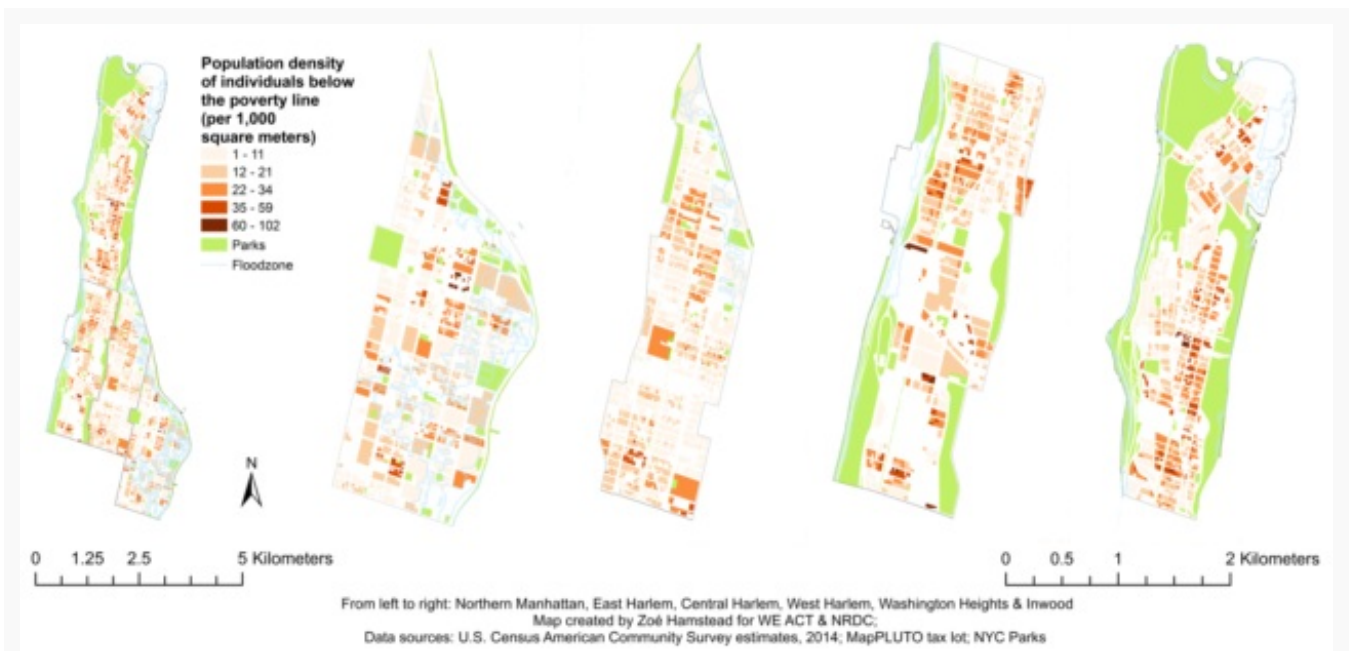 Population density
of individuals below
the poverty line
(per 1,000
square meters)
1 - 11
12 - 21
22 - 34
35 - 59
60 - 102
Parks
Floodzone
N
0 1.25 2.5 5 Kilometers
0 0.5 1 2 Kilometers
From left to right: Northern Manhattan, East Harlem, Central Harlem, West Harlem, Washington Heights & Inwood
Map created by Zoé Hamstead for WE ACT & NRDC;
Data sources: U.S. Census American Community Survey estimates, 2014; MapPLUTO tax lot; NYC Parks